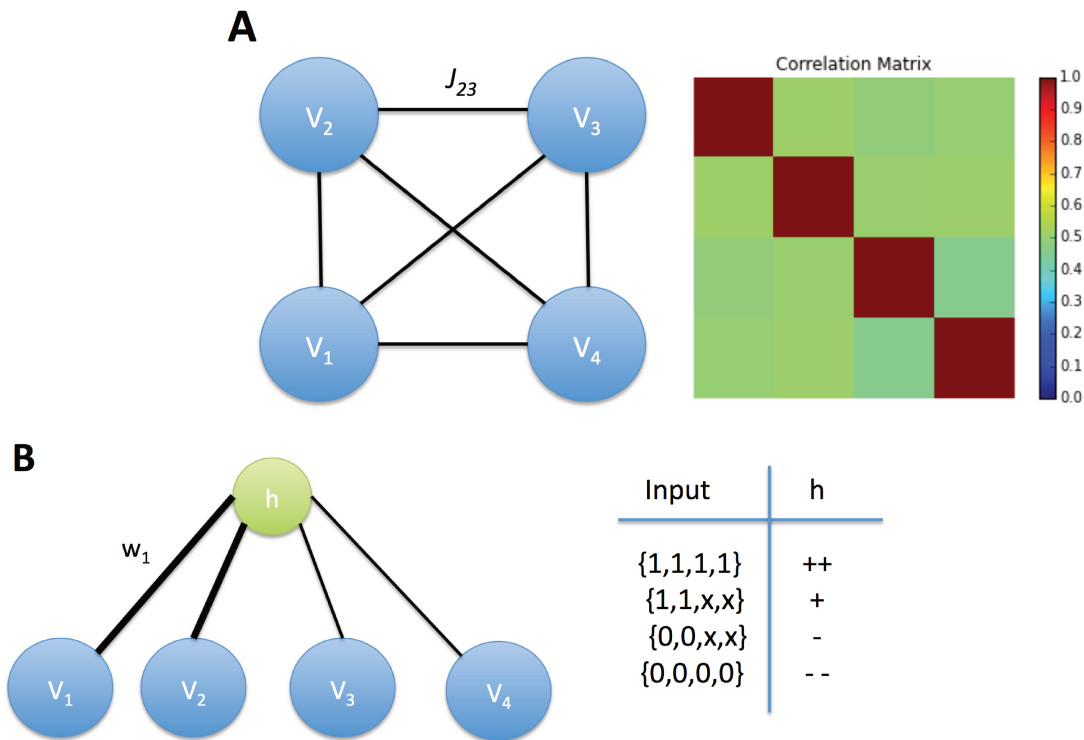 A
J23
V2
V3
V1
V4
Correlation Matrix
1.0
0.9
0.8
0.7
0.6
0.5
0.4
0.3
0.2
0.1
0.0
B
h
w1
V1
V2
V3
V4
Input h
{1,1,1,1} ++
{1,1,x,x} +
{0,0,x,x} -
{0,0,0,0} - -